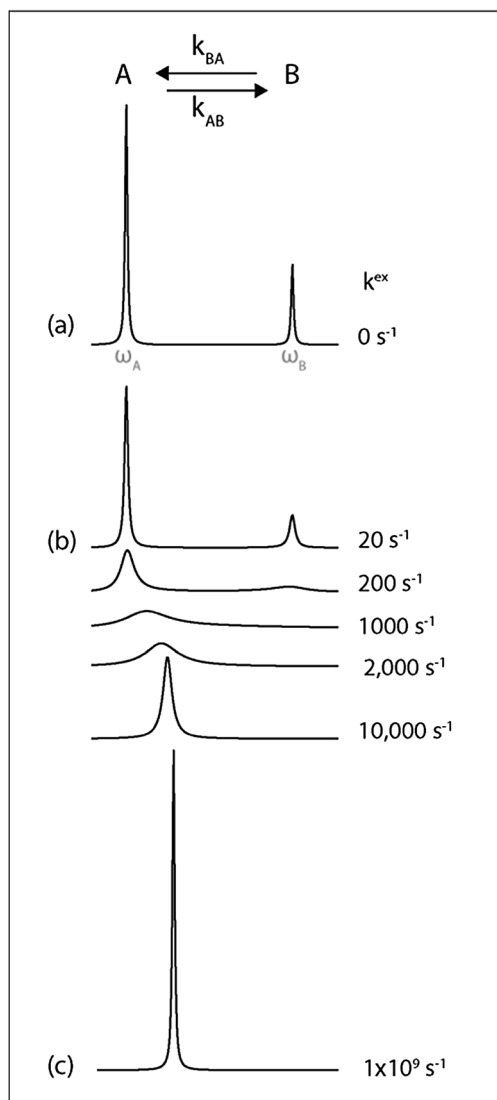 k_BA
A B
k_AB
k^ex
(a) 0 s⁻¹
ω_A ω_B
(b) 20 s⁻¹
200 s⁻¹
1000 s⁻¹
2,000 s⁻¹
10,000 s⁻¹
(c) 1x10⁹ s⁻¹